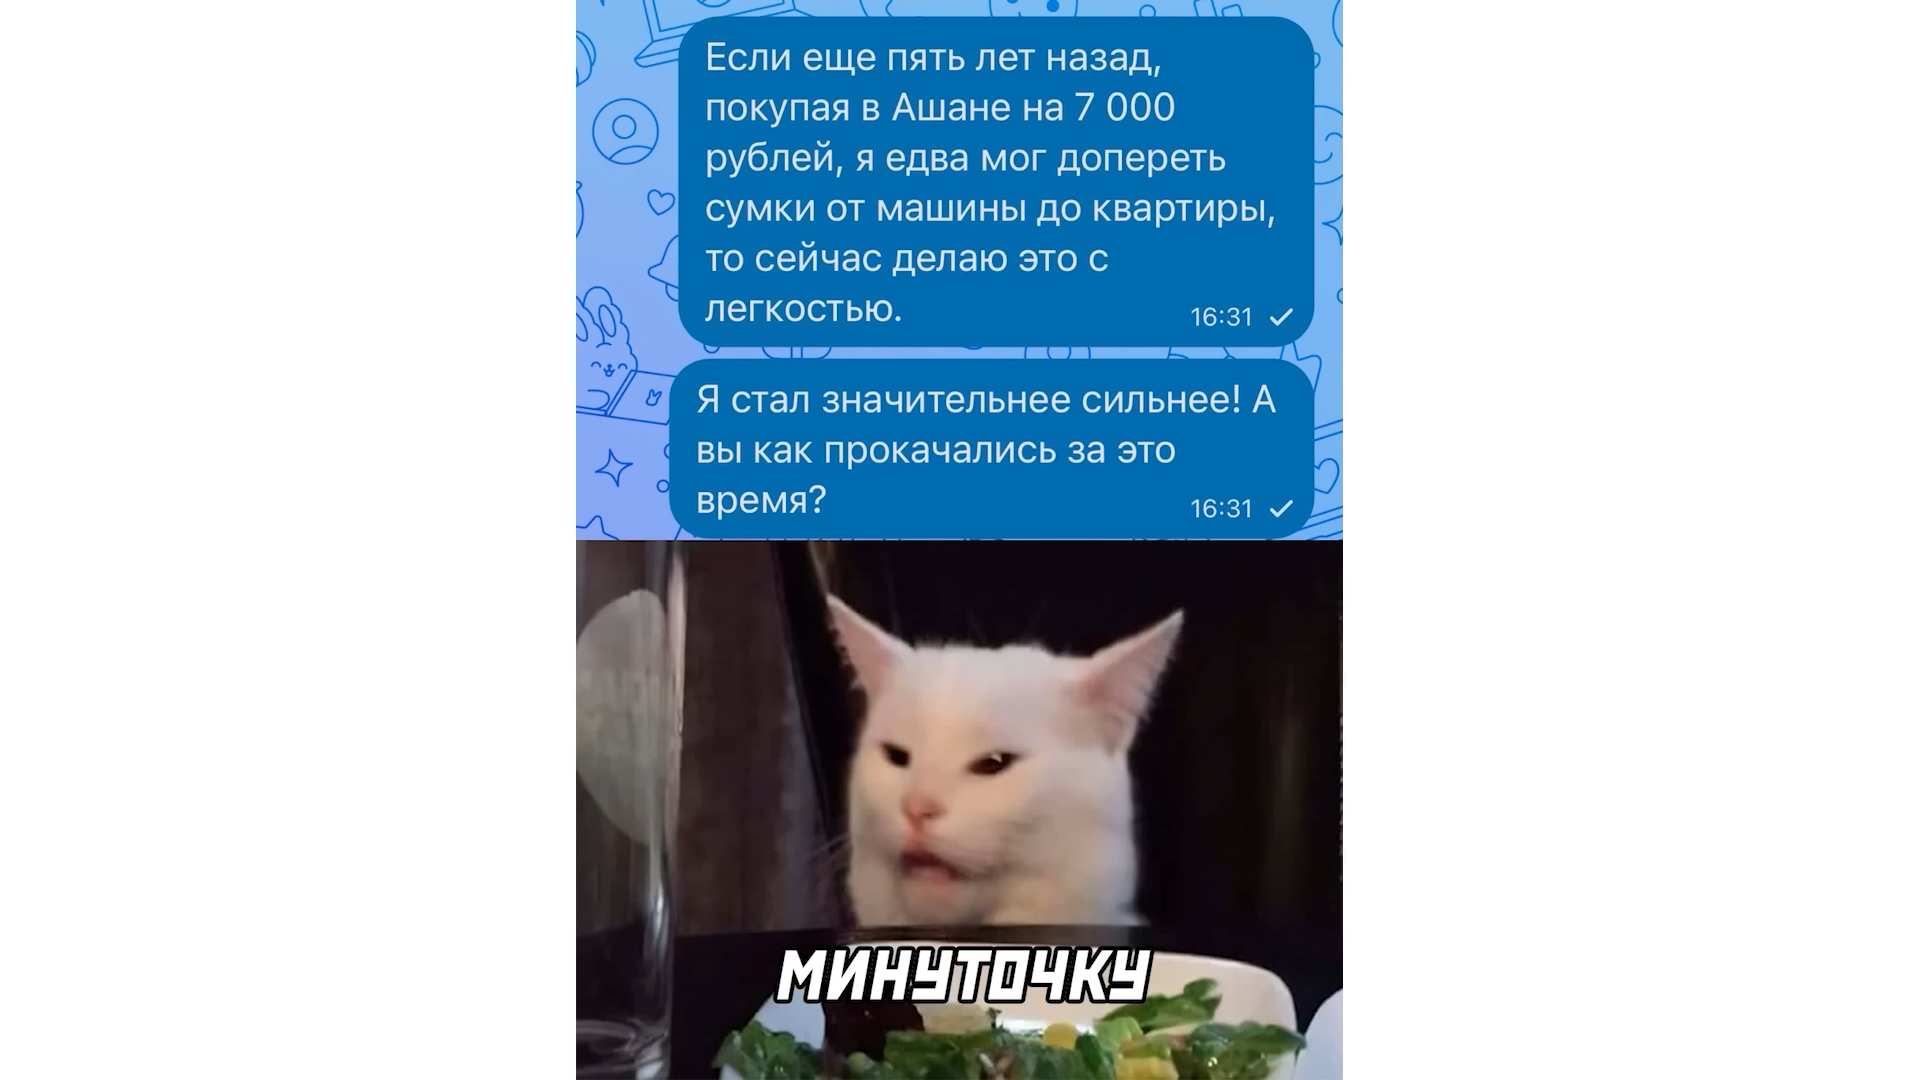 Если еще пять лет назад,
покупая в Ашане на 7 000
рублей, я едва мог допереть
сумки от машины до квартиры,
то сейчас делаю это с
легкостью.
16:31
Я стал значительнее сильнее! А
вы как прокачались за это
время?
16:31
МИНУТОЧКУ